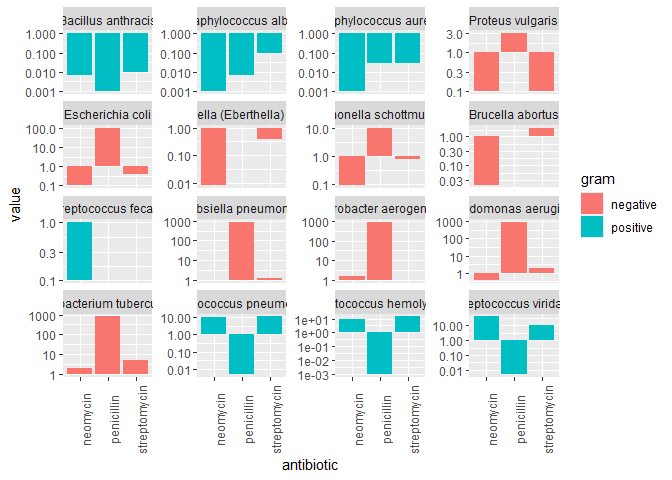 Bacillus anthracis
aphylococcus alb
phylococcus aure
Proteus vulgaris
1.000
0.100
0.010
0.001
1.000
0.100
0.010
0.001
1.000
0.100
0.010
0.001
3.0
1.0
0.3
0.1
Escherichia coli
ella (Eberthella)
nonella schottmu
Brucella abortus
100.0
10.0
1.0
0.1
1.00
0.10
0.01
10.0
1.0
0.1
1.00
0.30
0.10
0.03
reptococcus feca
bsiella pneumon
robacter aerogen
domonas aerugi
1.0
0.3
0.1
1000
100
10
1
1000
100
10
1
1000
100
10
1
bacterium tubercu
ococcus pneumo
tococcus hemoly
eptococcus virida
1000
100
10
1
10.00
1.00
0.10
0.01
1e+01
1e+00
1e-01
1e-02
1e-03
10.00
1.00
0.10
0.01
neomycin
penicillin
streptomycin
neomycin
penicillin
streptomycin
neomycin
penicillin
streptomycin
neomycin
penicillin
streptomycin
antibiotic
value
gram
negative
positive